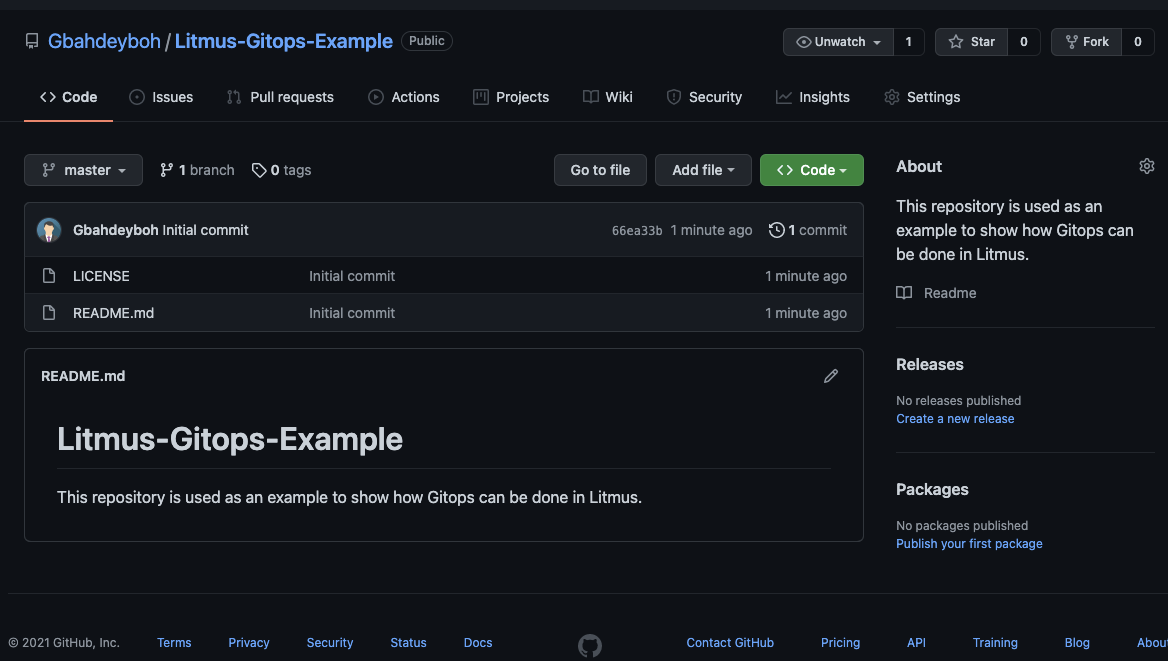 Gbahdeyboh / Litmus-Gitops-Example Public Unwatch 1 Star 0 Fork 0
Code Issues Pull requests Actions Projects Wiki Security Insights Settings
master 1 branch 0 tags Go to file Add file Code
Gbahdeyboh Initial commit 66ea33b 1 minute ago 1 commit
LICENSE Initial commit 1 minute ago
README.md Initial commit 1 minute ago
README.md
Litmus-Gitops-Example
This repository is used as an example to show how Gitops can be done in Litmus.
About
This repository is used as an
example to show how Gitops can
be done in Litmus.
Readme
Releases
No releases published
Create a new release
Packages
No packages published
Publish your first package
© 2021 GitHub, Inc. Terms Privacy Security Status Docs Contact GitHub Pricing API Training Blog About